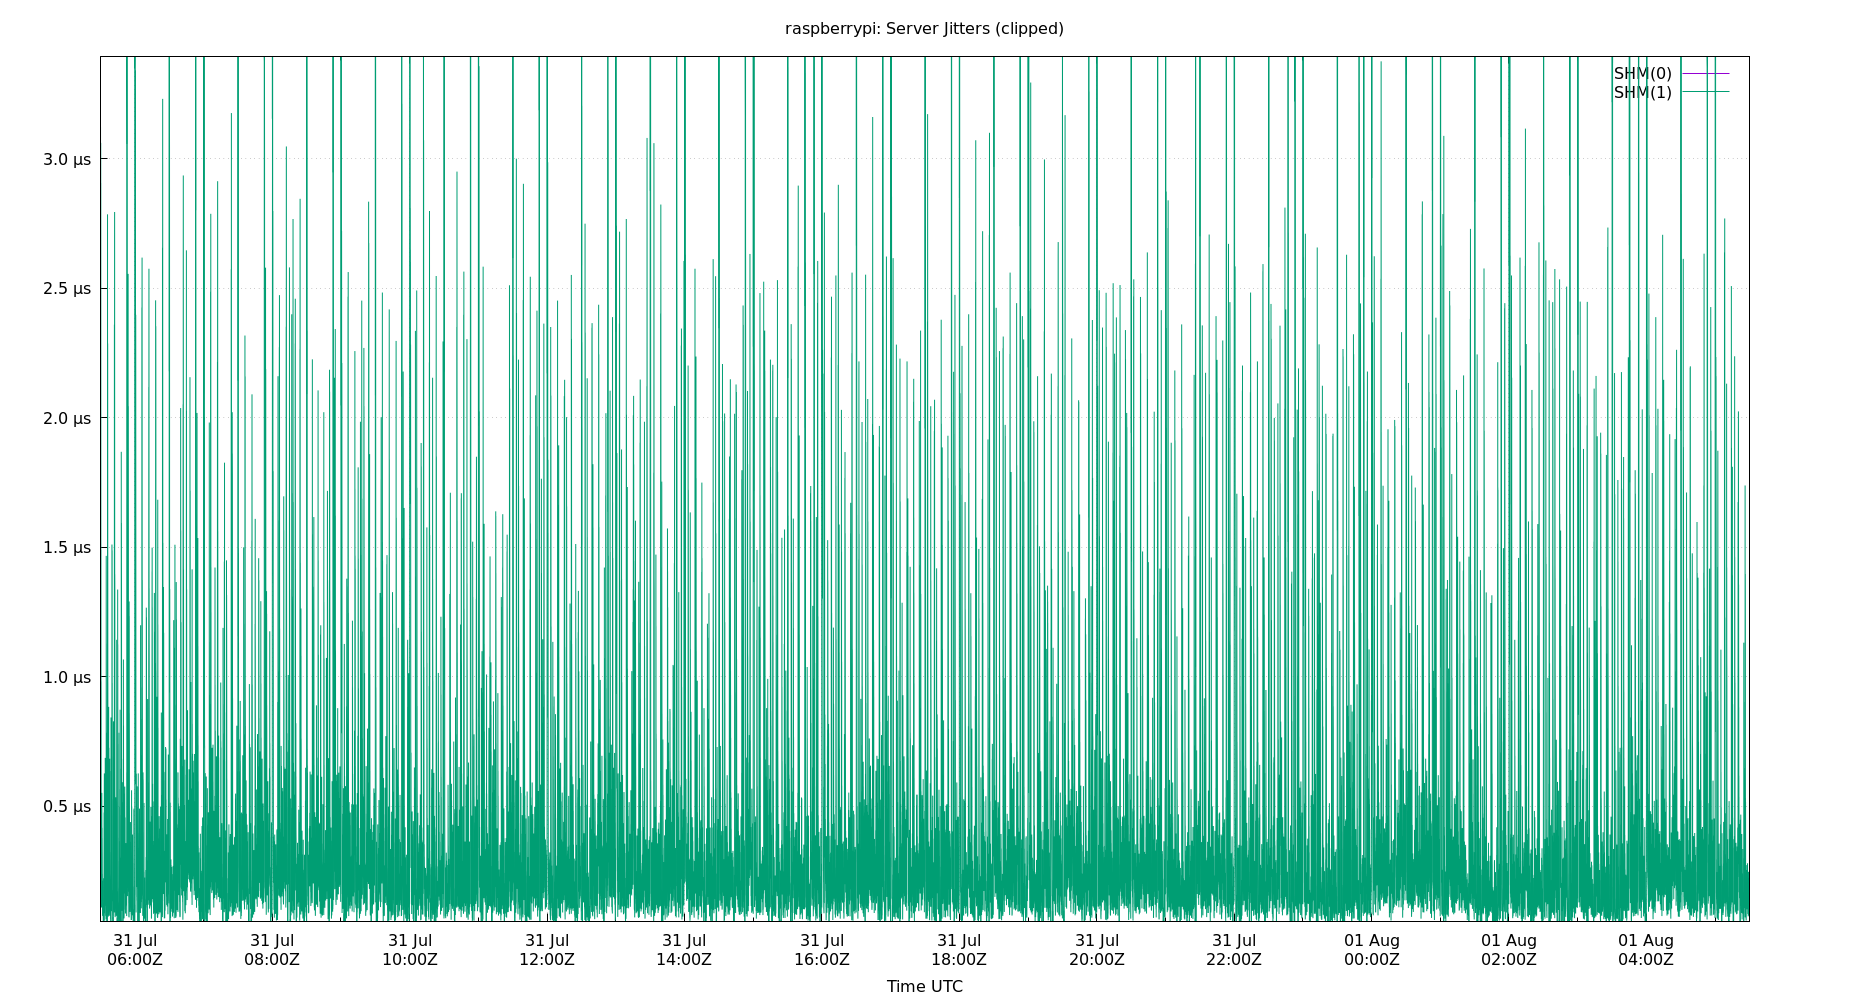 raspberrypi: Server Jitters (clipped)
SHM(0)
SHM(1)
3.0 µs
2.5 µs
2.0 µs
1.5 µs
1.0 µs
0.5 µs
31 Jul 31 Jul 31 Jul 31 Jul 31 Jul 31 Jul 31 Jul 31 Jul 31 Jul 01 Aug 01 Aug 01 Aug
06:00Z 08:00Z 10:00Z 12:00Z 14:00Z 16:00Z 18:00Z 20:00Z 22:00Z 00:00Z 02:00Z 04:00Z
Time UTC